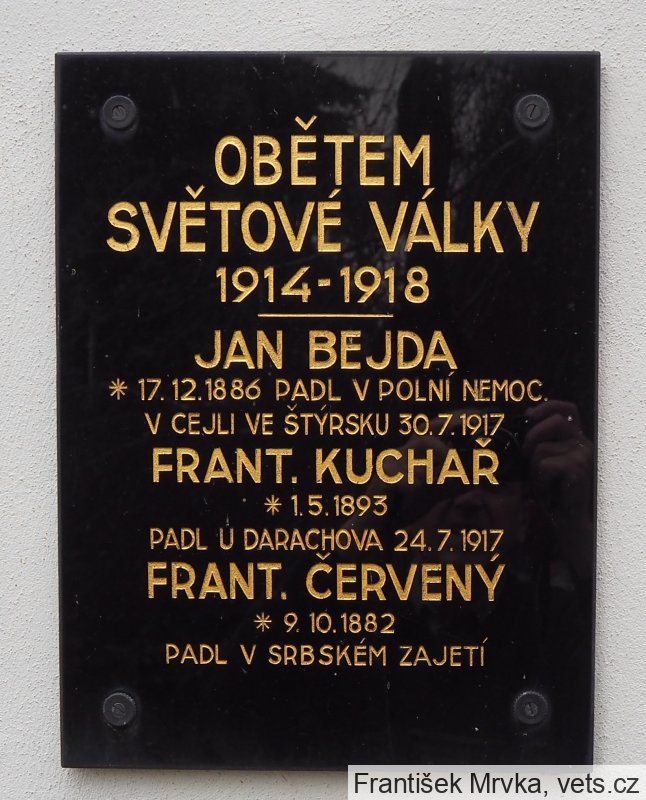 OBĚTEM
SVĚTOVÉ VÁLKY
1914-1918
JAN BEJDA
* 17.12.1886 PADL V POLNÍ NEMOC.
V CEJLI VE ŠTÝRSKU 30.7.1917
FRANT. KUCHAŘ
* 1.5.1893
PADL U DARACHOVA 24.7.1917
FRANT. ČERVENÝ
* 9.10.1882
PADL V SRBSKÉM ZAJETÍ
František Mrvka, vets.cz